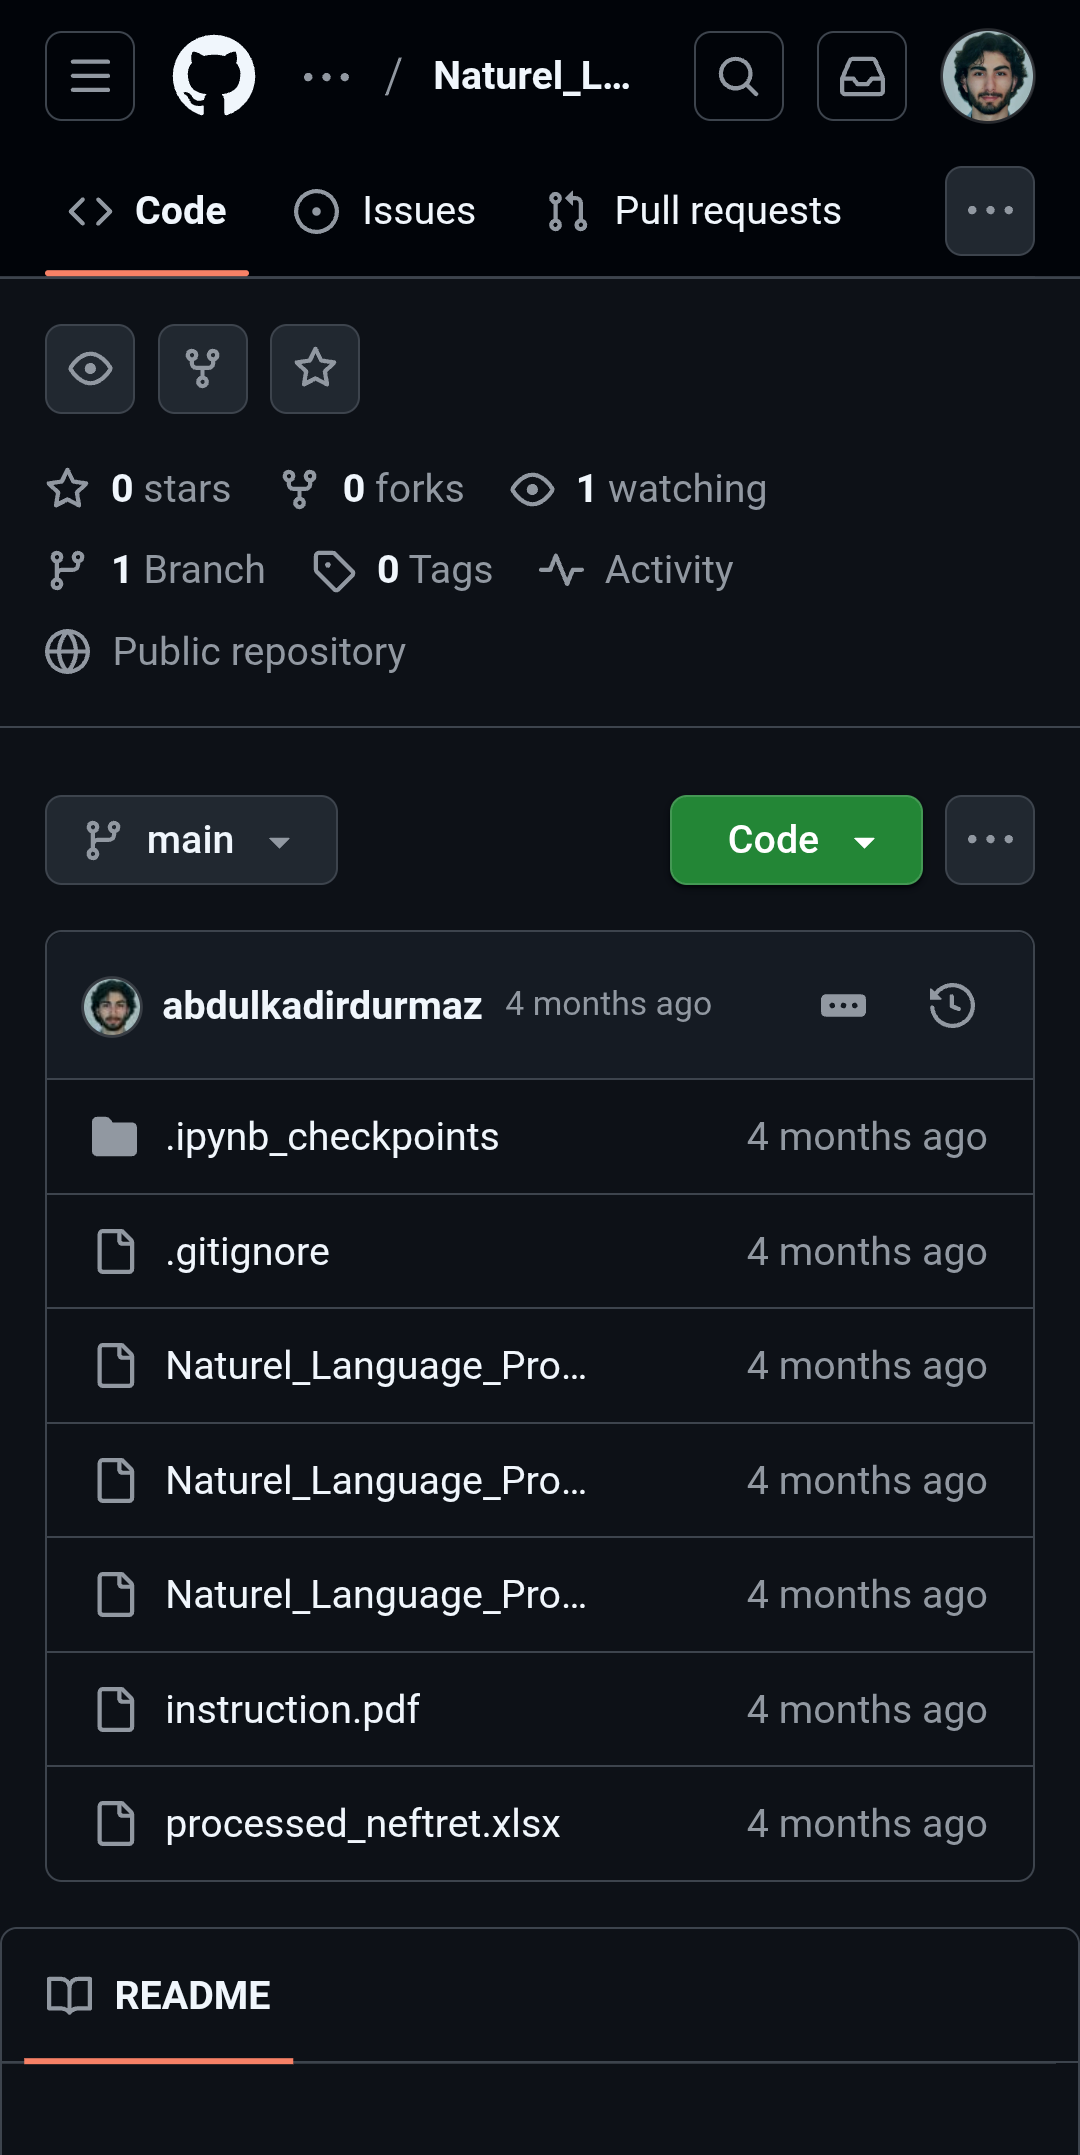 / Naturel_L...
Code Issues Pull requests
0 stars 0 forks 1 watching
1 Branch 0 Tags Activity
Public repository
main Code
abdulkadirdurmaz 4 months ago
.ipynb_checkpoints 4 months ago
.gitignore 4 months ago
Naturel_Language_Pro... 4 months ago
Naturel_Language_Pro... 4 months ago
Naturel_Language_Pro... 4 months ago
instruction.pdf 4 months ago
processed_neftret.xlsx 4 months ago
README